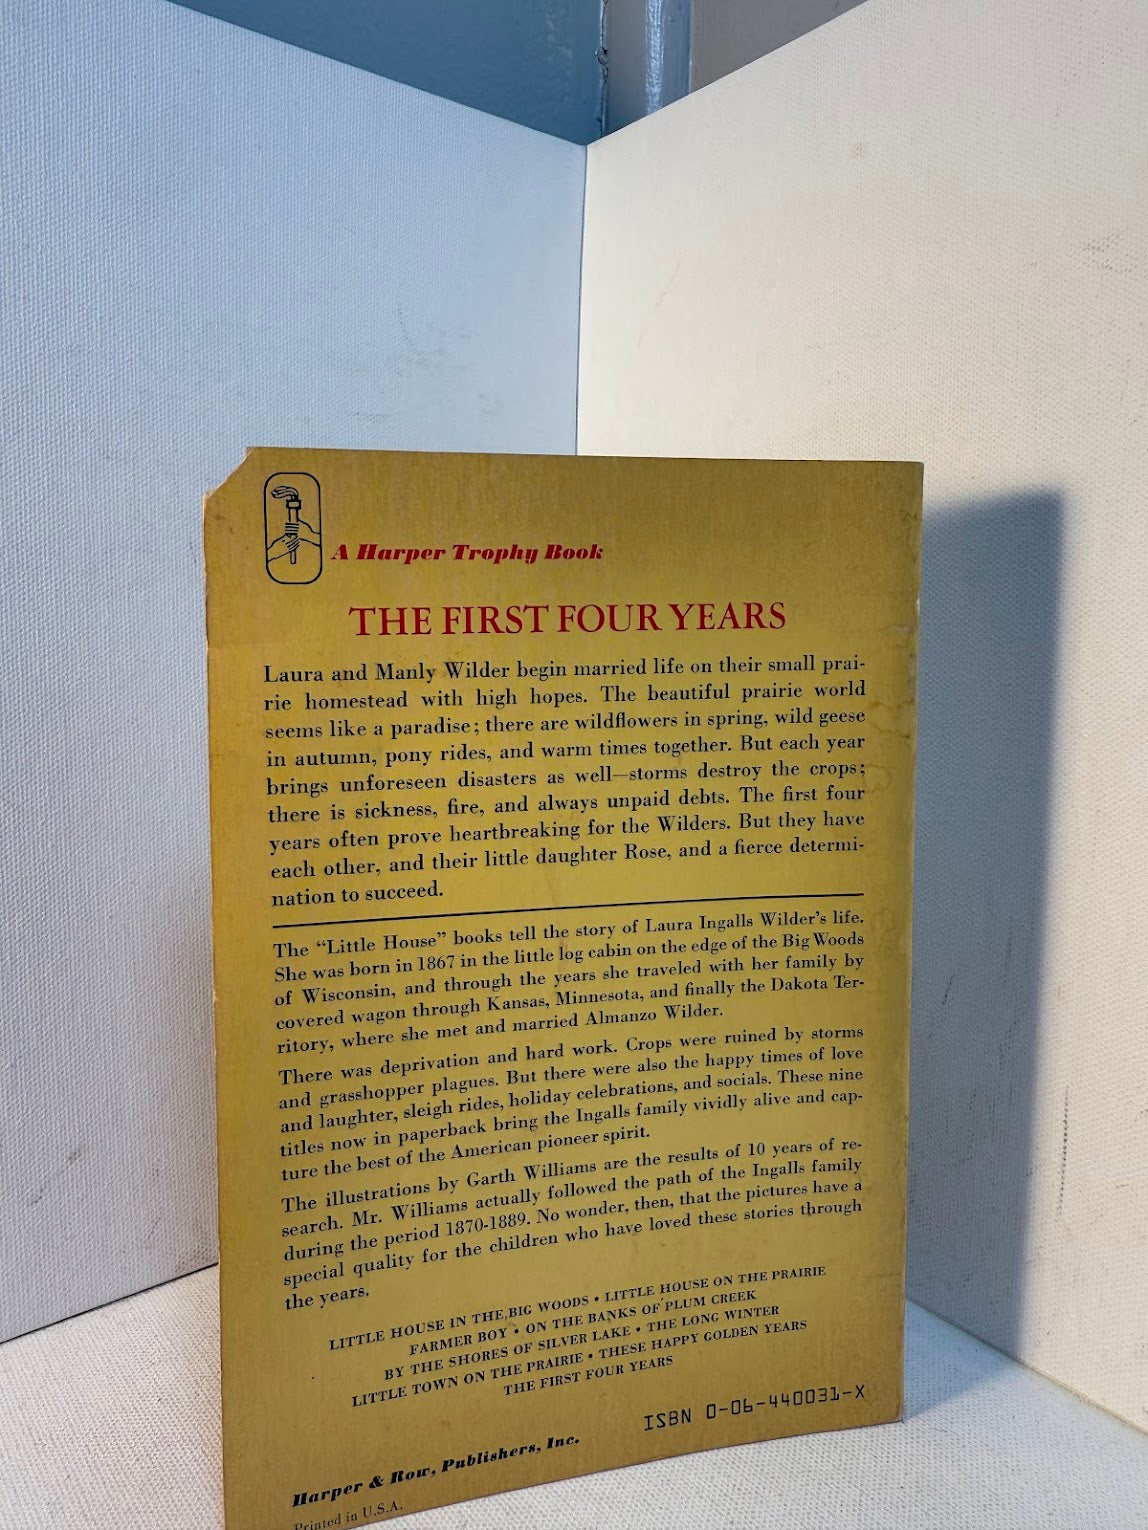 A Harper Trophy Book
THE FIRST FOUR YEARS
Laura and Manly Wilder begin married life on their small prai-
rie homestead with high hopes. The beautiful prairie world
seems like a paradise; there are wildflowers in spring, wild geese
in autumn, pony rides, and warm times together. But each year
brings unforeseen disasters as well—storms destroy the crops;
there is sickness, fire, and always unpaid debts. The first four
years often prove heartbreaking for the Wilders. But they have
each other, and their little daughter Rose, and a fierce determi-
nation to succeed.
The "Little House" books tell the story of Laura Ingalls Wilder's life.
She was born in 1867 in the little log cabin on the edge of the Big Woods
of Wisconsin, and through the years she traveled with her family by
covered wagon through Kansas, Minnesota, and finally the Dakota Ter-
ritory, where she met and married Almanzo Wilder.
There was deprivation and hard work. Crops were ruined by storms
and grasshopper plagues. But there were also the happy times of love
and laughter, sleigh rides, holiday celebrations, and socials. These nine
titles now in paperback bring the Ingalls family vividly alive and cap-
ture the best of the American pioneer spirit.
The illustrations by Garth Williams are the results of 10 years of re-
search. Mr. Williams actually followed the path of the Ingalls family
during the period 1870-1889. No wonder, then, that the pictures have a
special quality for the children who have loved these stories through
the years.
LITTLE HOUSE IN THE BIG WOODS • LITTLE HOUSE ON THE PRAIRIE
FARMER BOY • ON THE BANKS OF PLUM CREEK
BY THE SHORES OF SILVER LAKE • THE LONG WINTER
LITTLE TOWN ON THE PRAIRIE • THESE HAPPY GOLDEN YEARS
THE FIRST FOUR YEARS
ISBN 0-06-440031-X
Harper & Row, Publishers, Inc.
Printed in U.S.A.